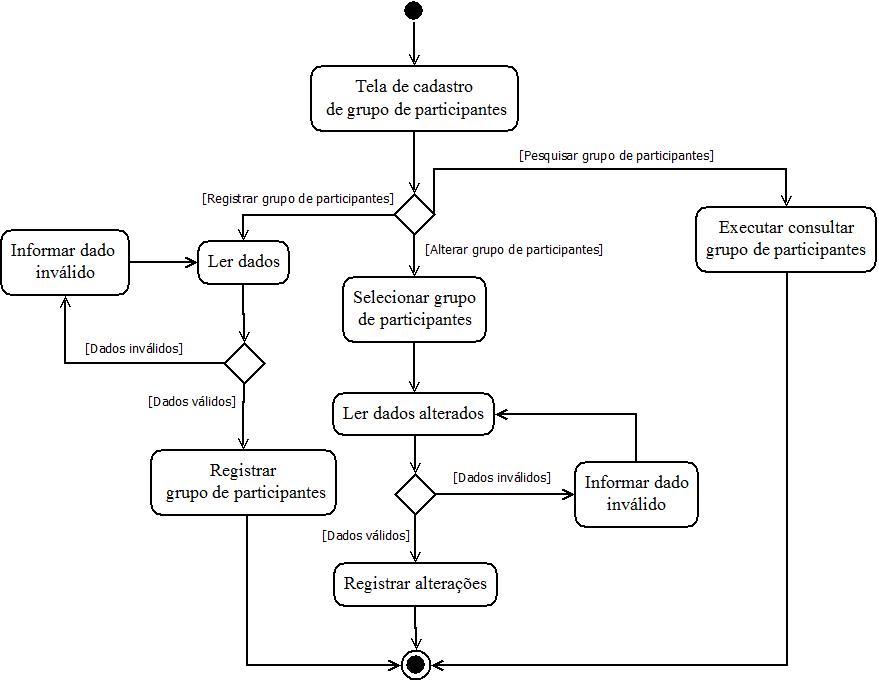 Tela de cadastro
de grupo de participantes
[Pesquisar grupo de participantes]
[Registrar grupo de participantes]
Executar consultar
grupo de participantes
Informar dado
inválido
Ler dados
[Alterar grupo de participantes]
Selecionar grupo
de participantes
[Dados inválidos]
[Dados válidos]
Ler dados alterados
Registrar
grupo de participantes
[Dados inválidos]
Informar dado
inválido
[Dados válidos]
Registrar alterações